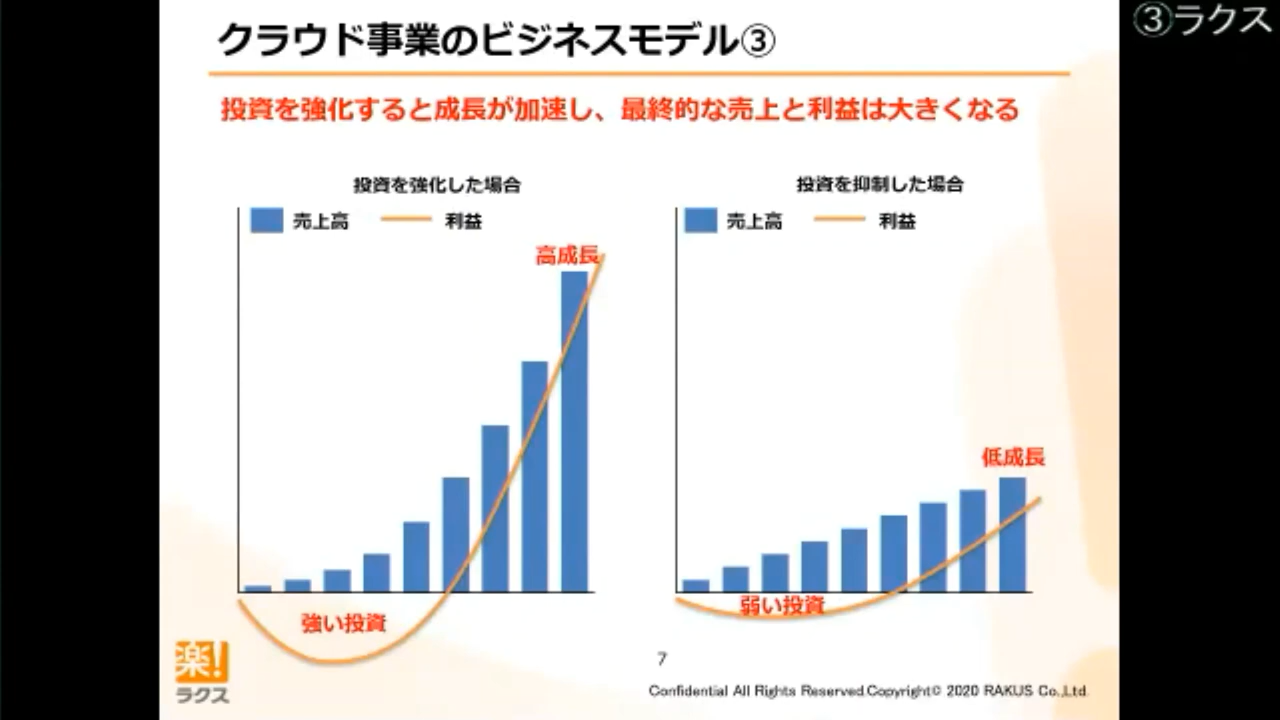 ③ラクス
クラウド事業のビジネスモデル③
投資を強化すると成長が加速し、最終的な売上と利益は大きくなる
投資を強化した場合
売上高 利益
高成長
強い投資
投資を抑制した場合
売上高 利益
低成長
弱い投資
楽!
ラクス
7
Confidential All Rights Reserved.Copyright© 2020 RAKUS Co.,Ltd.